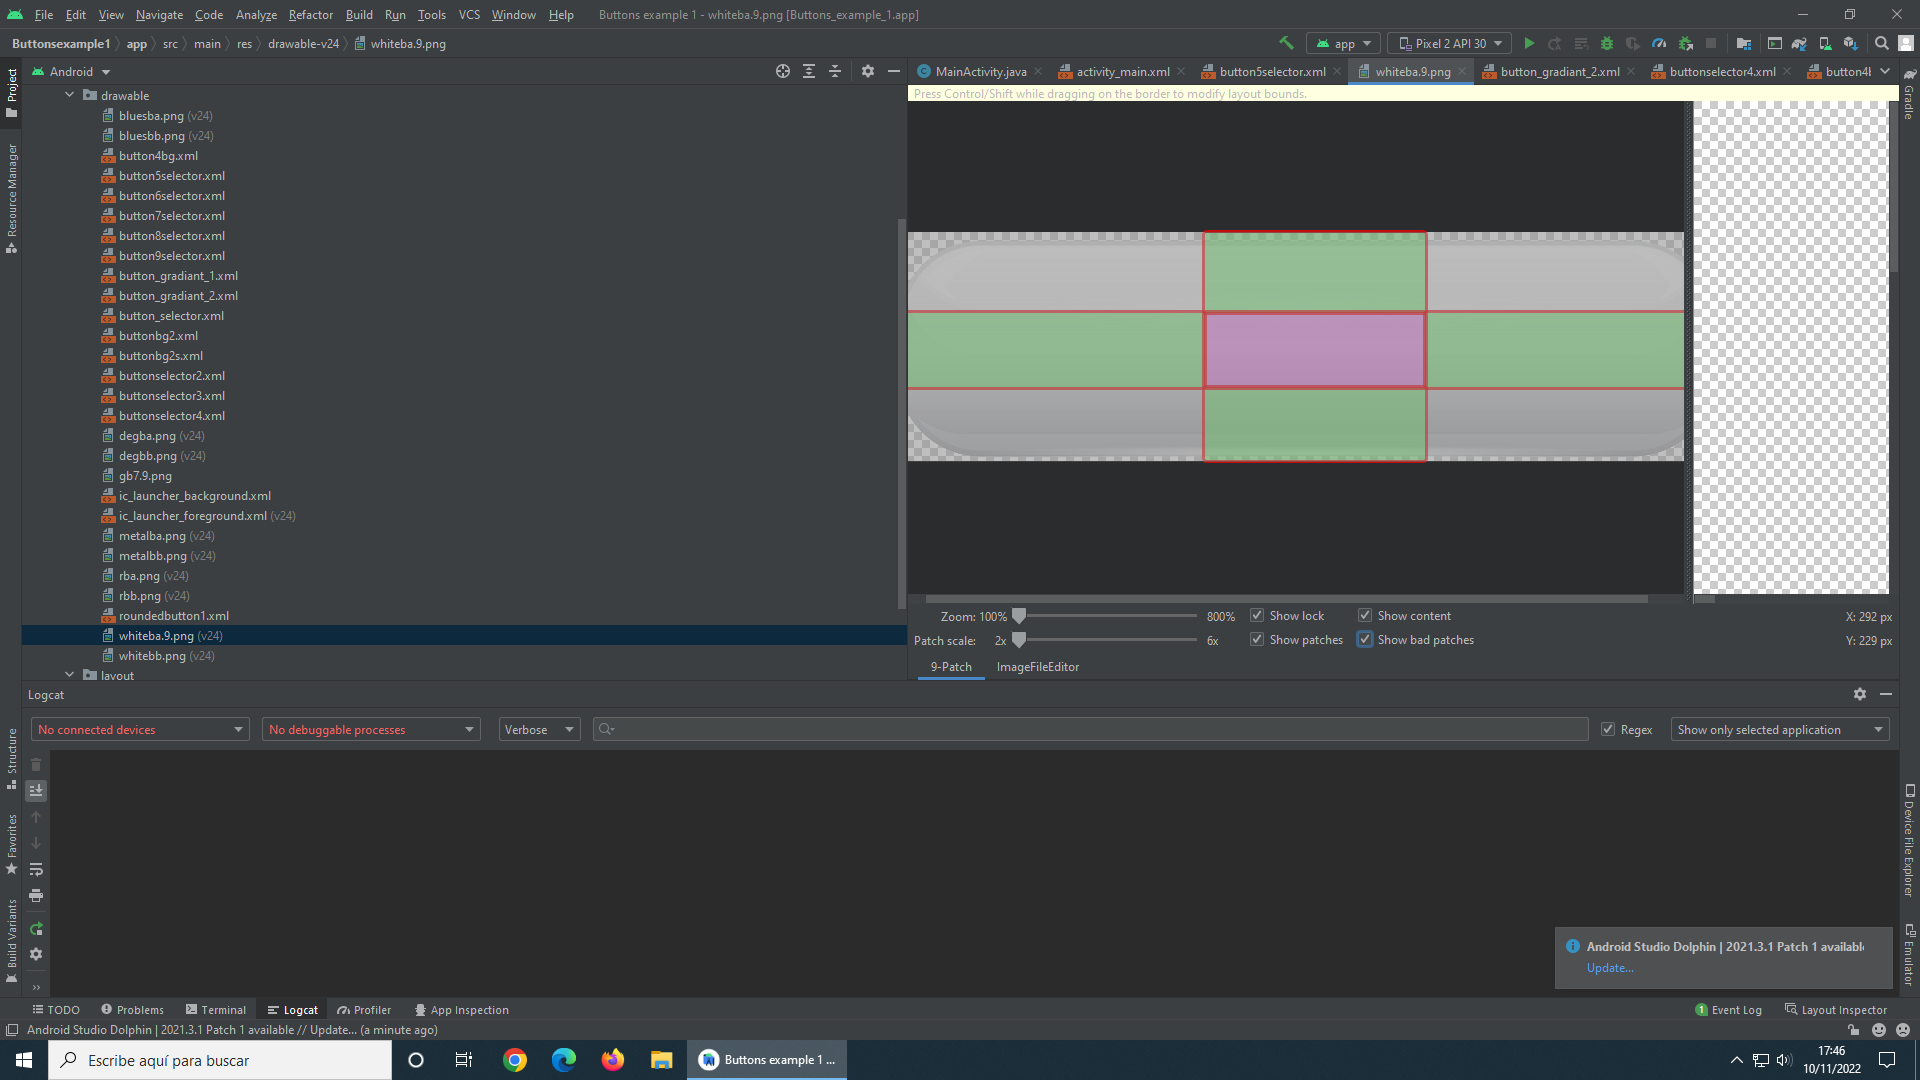 File Edit View Navigate Code Analyze Refactor Build Run Tools VCS Window Help Buttons example 1 - whiteba.9.png [Buttons_example_1.app]
Buttonsexample1 app src main res drawable-v24 whiteba.9.png app Pixel 2 API 30
Project
Resource Manager
Structure
Favorites
Build Variants
Android
drawable
bluesba.png (v24)
bluesbb.png (v24)
button4bg.xml
button5selector.xml
button6selector.xml
button7selector.xml
button8selector.xml
button9selector.xml
button_gradiant_1.xml
button_gradiant_2.xml
button_selector.xml
buttonbg2.xml
buttonbg2s.xml
buttonselector2.xml
buttonselector3.xml
buttonselector4.xml
degba.png (v24)
degbb.png (v24)
gb7.9.png
ic_launcher_background.xml
ic_launcher_foreground.xml (v24)
metalba.png (v24)
metalbb.png (v24)
rba.png (v24)
rbb.png (v24)
roundedbutton1.xml
whiteba.9.png (v24)
whitebb.png (v24)
layout
MainActivity.java activity_main.xml button5selector.xml whiteba.9.png button_gradient_2.xml buttonselector4.xml button4l
Press Control/Shift while dragging on the border to modify layout bounds.
Zoom: 100% 800% Show lock Show content X: 292 px
Patch scale: 2x 6x Show patches Show bad patches Y: 229 px
9-Patch ImageFileEditor
Gradle
Device File Explorer
Emulator
Logcat
No connected devices No debuggable processes Verbose Regex Show only selected application
Android Studio Dolphin | 2021.3.1 Patch 1 availabl
Update...
TODO Problems Terminal Logcat Profiler App Inspection 1 Event Log Layout Inspector
Android Studio Dolphin | 2021.3.1 Patch 1 available // Update... (a minute ago)
Escribe aquí para buscar Buttons example 1 ... 17:46
10/11/2022